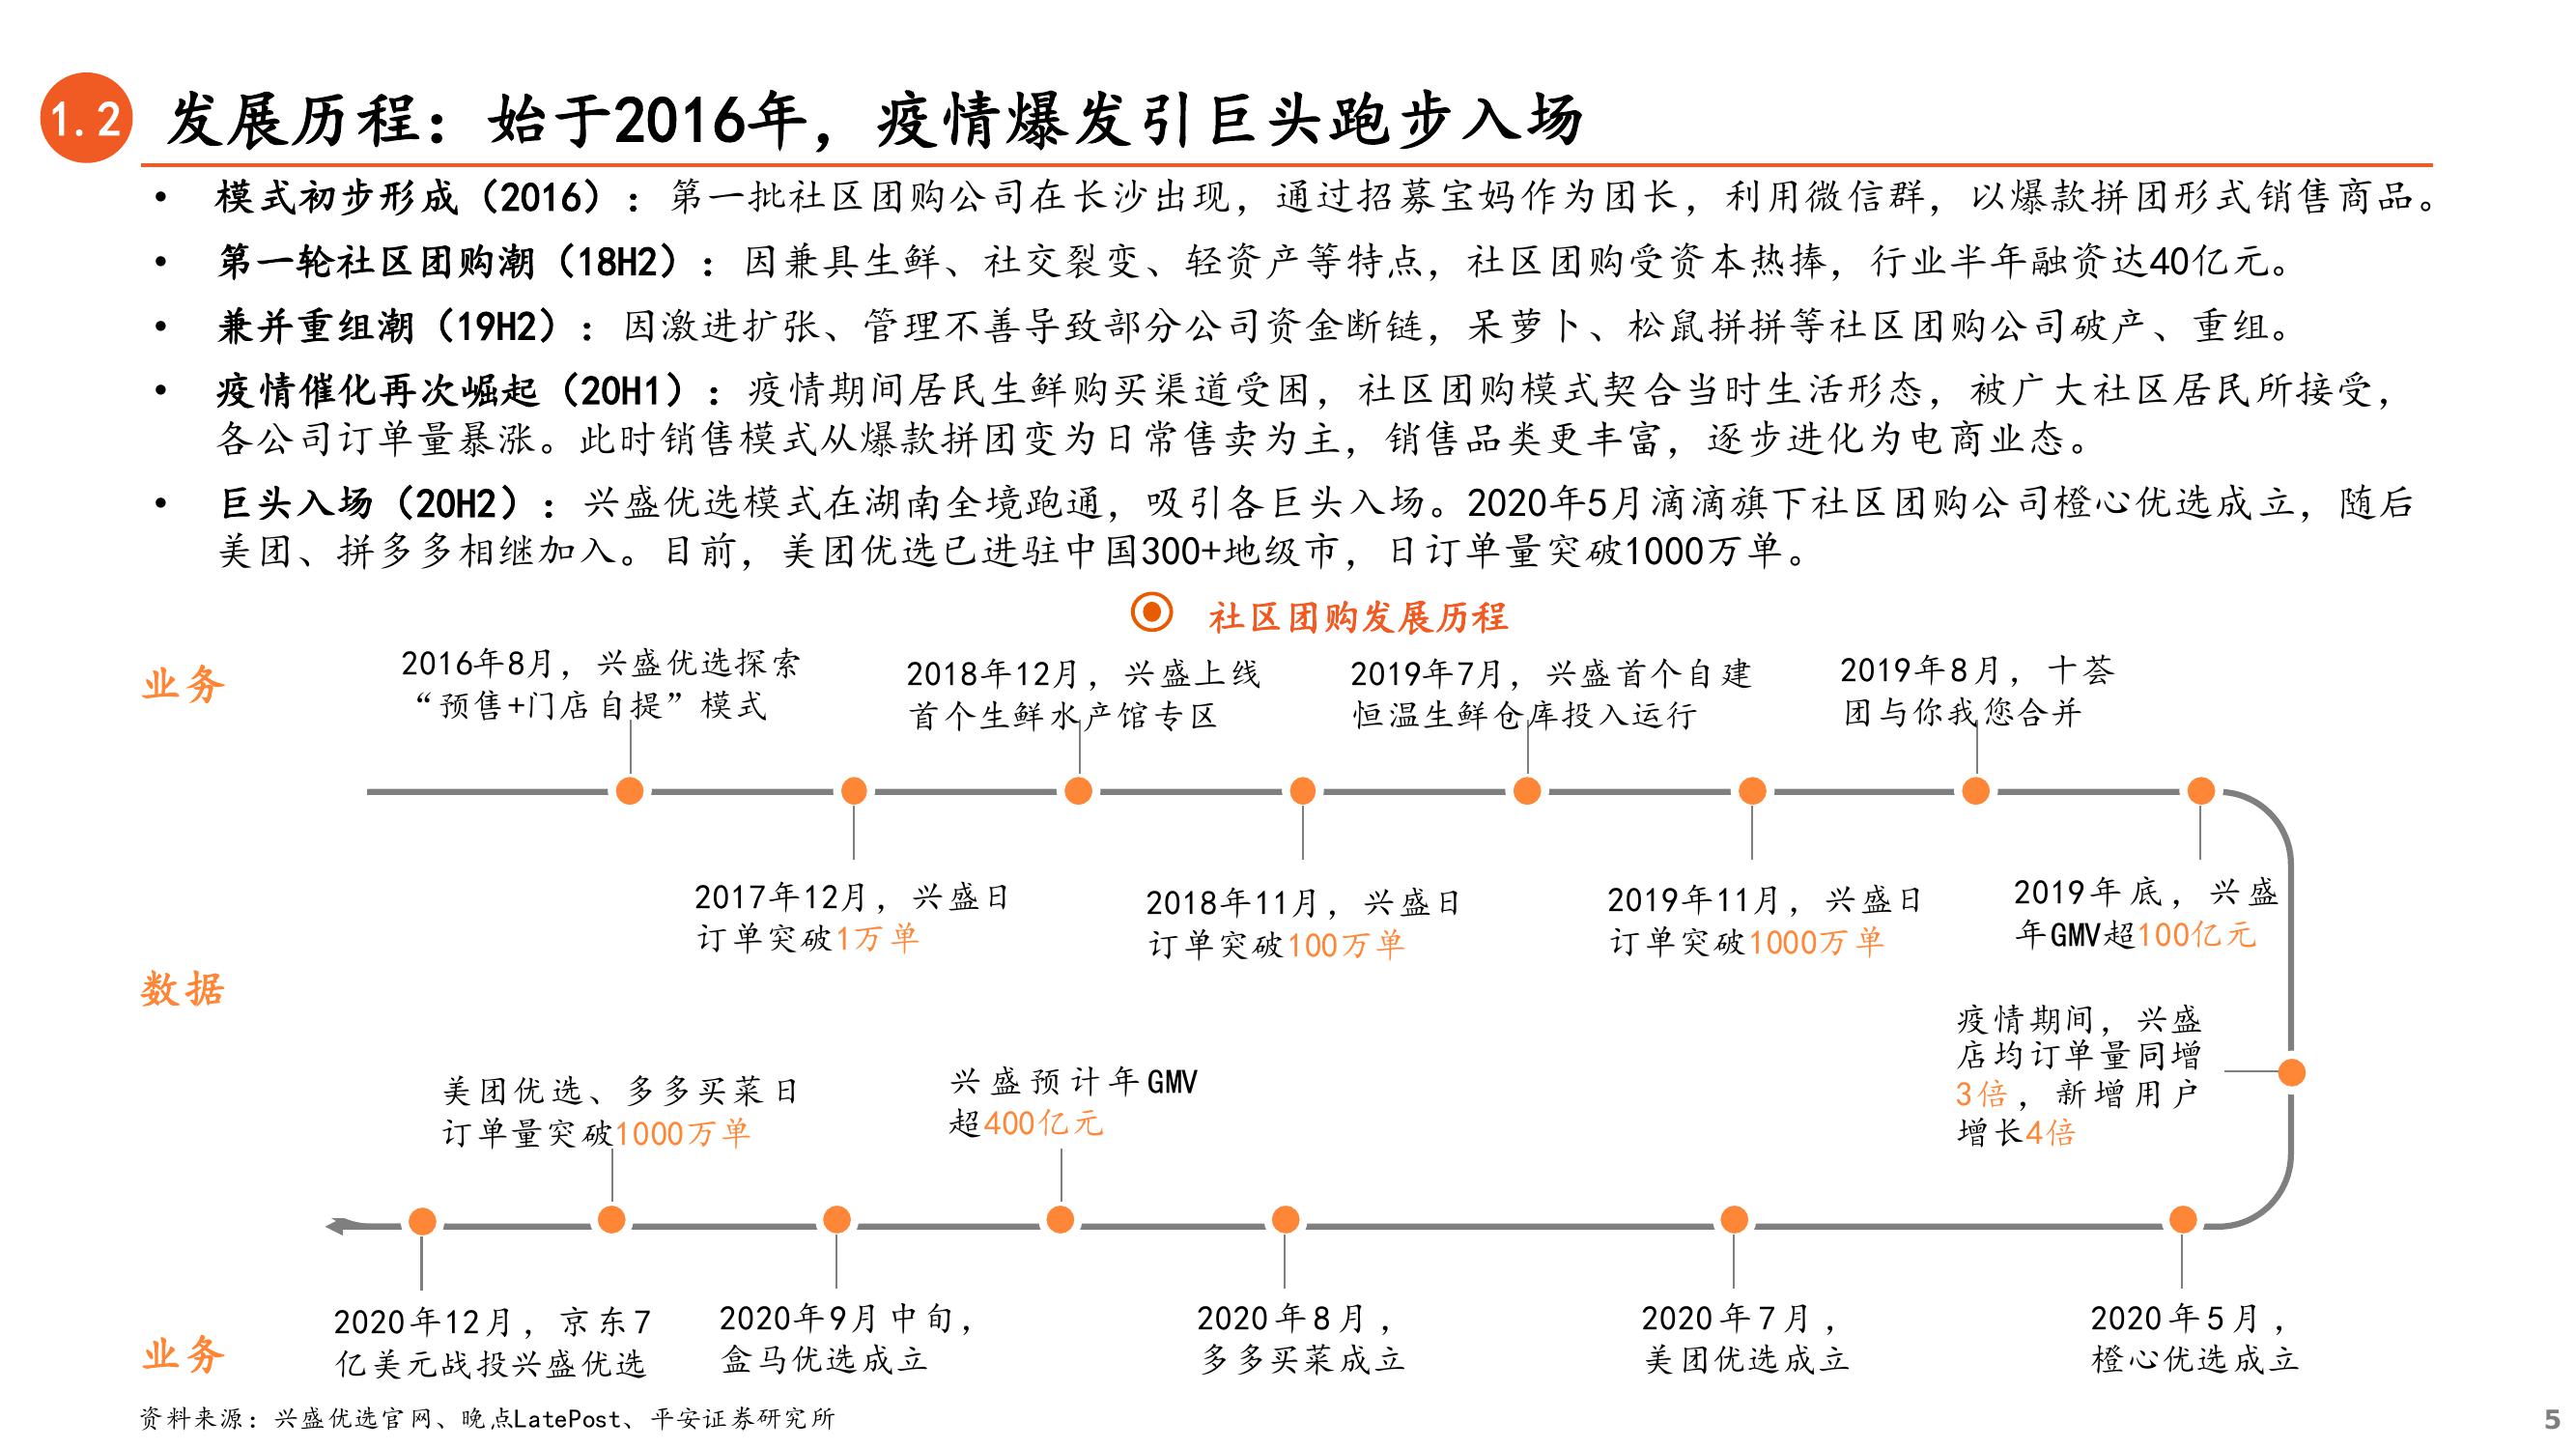 1.2 发展历程：始于2016年，疫情爆发引巨头跑步入场
• 模式初步形成（2016）：第一批社区团购公司在长沙出现，通过招募宝妈作为团长，利用微信群，以爆款拼团形式销售商品。
• 第一轮社区团购潮（18H2）：因兼具生鲜、社交裂变、轻资产等特点，社区团购受资本热捧，行业半年融资达40亿元。
• 兼并重组潮（19H2）：因激进扩张、管理不善导致部分公司资金断链，呆萝卜、松鼠拼拼等社区团购公司破产、重组。
• 疫情催化再次崛起（20H1）：疫情期间居民生鲜购买渠道受困，社区团购模式契合当时生活形态，被广大社区居民所接受，
各公司订单量暴涨。此时销售模式从爆款拼团变为日常售卖为主，销售品类更丰富，逐步进化为电商业态。
• 巨头入场（20H2）：兴盛优选模式在湖南全境跑通，吸引各巨头入场。2020年5月滴滴旗下社区团购公司橙心优选成立，随后
美团、拼多多相继加入。目前，美团优选已进驻中国300+地级市，日订单量突破1000万单。
社区团购发展历程
业务
2016年8月，兴盛优选探索
“预售+门店自提”模式
2018年12月，兴盛上线
首个生鲜水产馆专区
2019年7月，兴盛首个自建
恒温生鲜仓库投入运行
2019年8月，十荟
团与你我您合并
2017年12月，兴盛日
订单突破1万单
2018年11月，兴盛日
订单突破100万单
2019年11月，兴盛日
订单突破1000万单
2019年底，兴盛
年GMV超100亿元
数据
疫情期间，兴盛
店均订单量同增
3倍，新增用户
增长4倍
美团优选、多多买菜日
订单量突破1000万单
兴盛预计年GMV
超400亿元
业务
2020年12月，京东7
亿美元战投兴盛优选
2020年9月中旬，
盒马优选成立
2020年8月，
多多买菜成立
2020年7月，
美团优选成立
2020年5月，
橙心优选成立
资料来源：兴盛优选官网、晚点LatePost、平安证券研究所
5